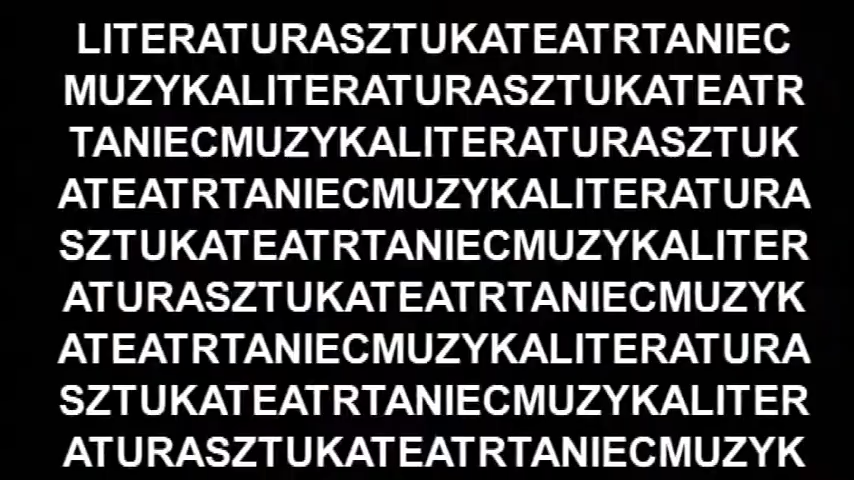 LITERATURASZTUKATEATRTANIEC
MUZYKALITERATURASZTUKATEATR
TANIECMUZYKALITERATURASZTUK
ATEATRTANIECMUZYKALITERATURA
SZTUKATEATRTANIECMUZYKALITER
ATURASZTUKATEATRTANIECMUZYK
ATEATRTANIECMUZYKALITERATURA
SZTUKATEATRTANIECMUZYKALITER
ATURASZTUKATEATRTANIECMUZYK